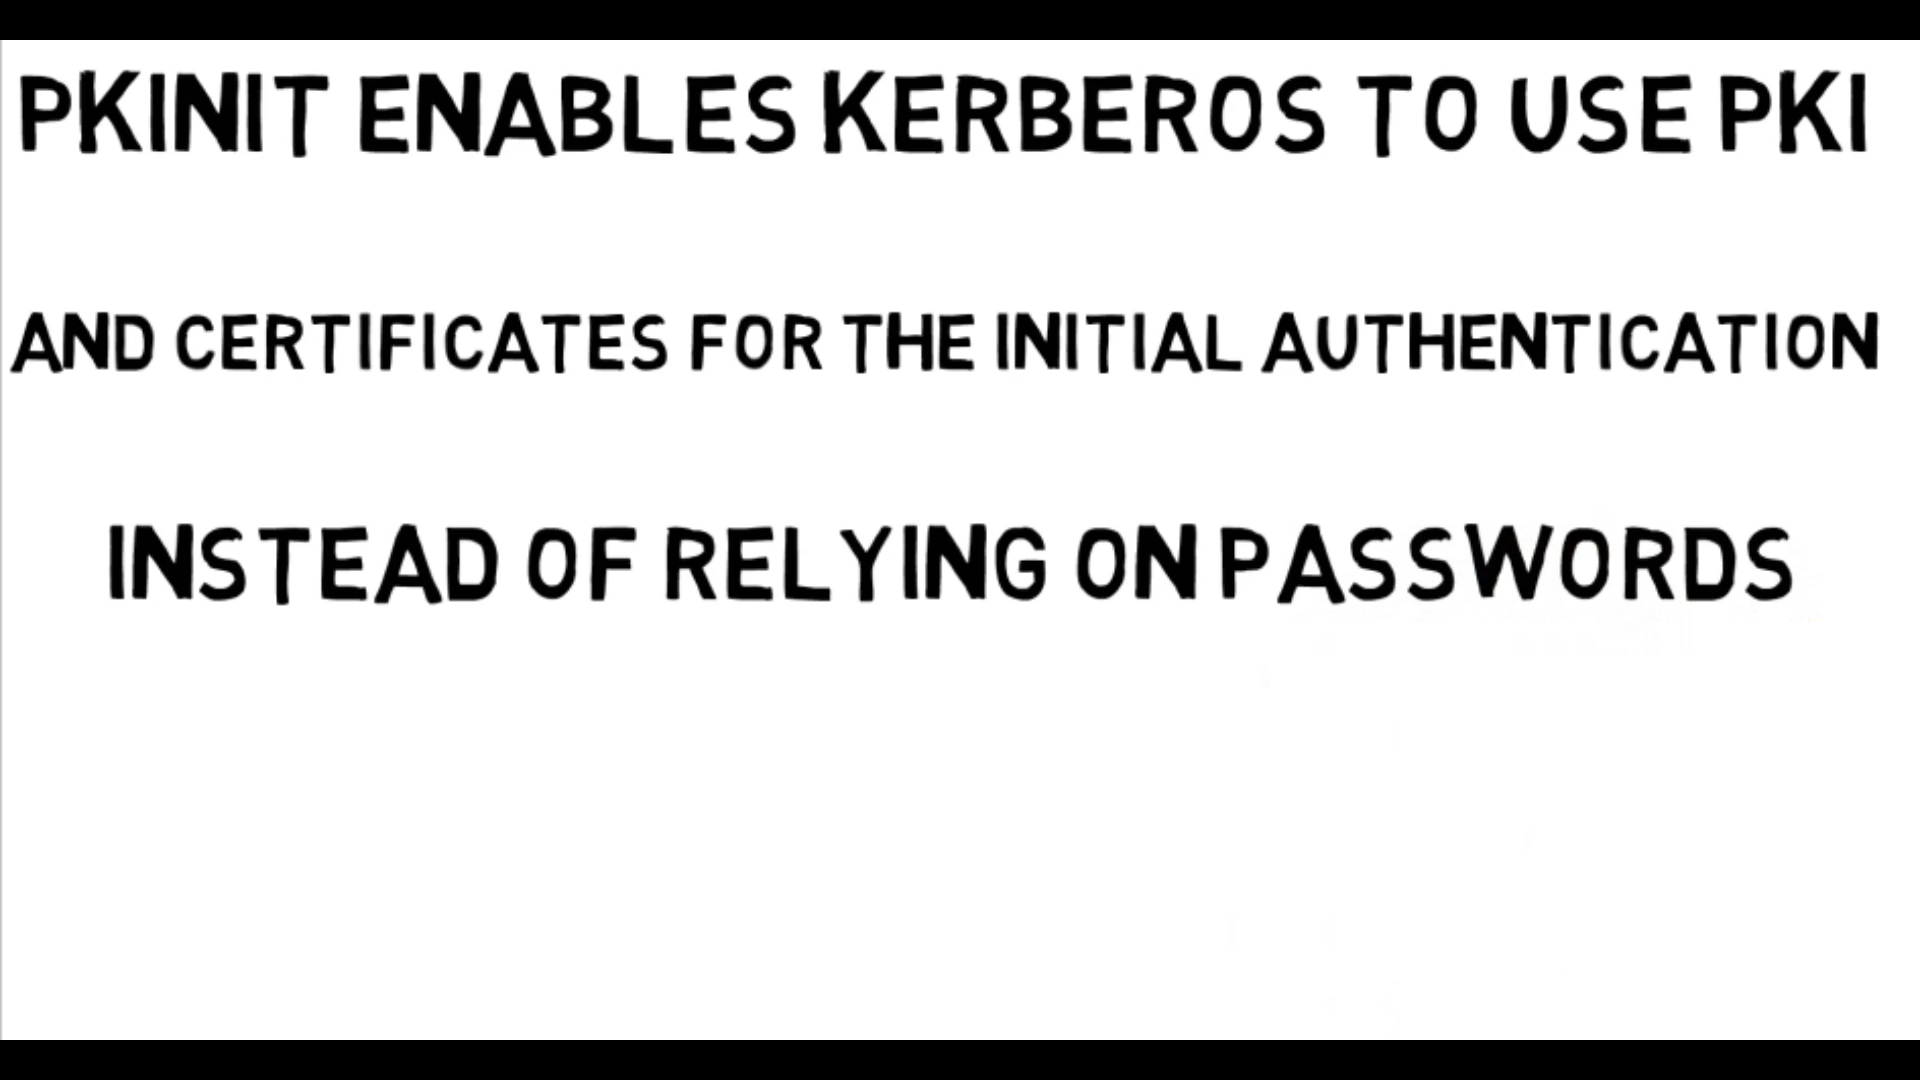 PKINIT ENABLES KERBEROS TO USE PKI
AND CERTIFICATES FOR THE INITIAL AUTHENTICATION
INSTEAD OF RELYING ON PASSWORDS